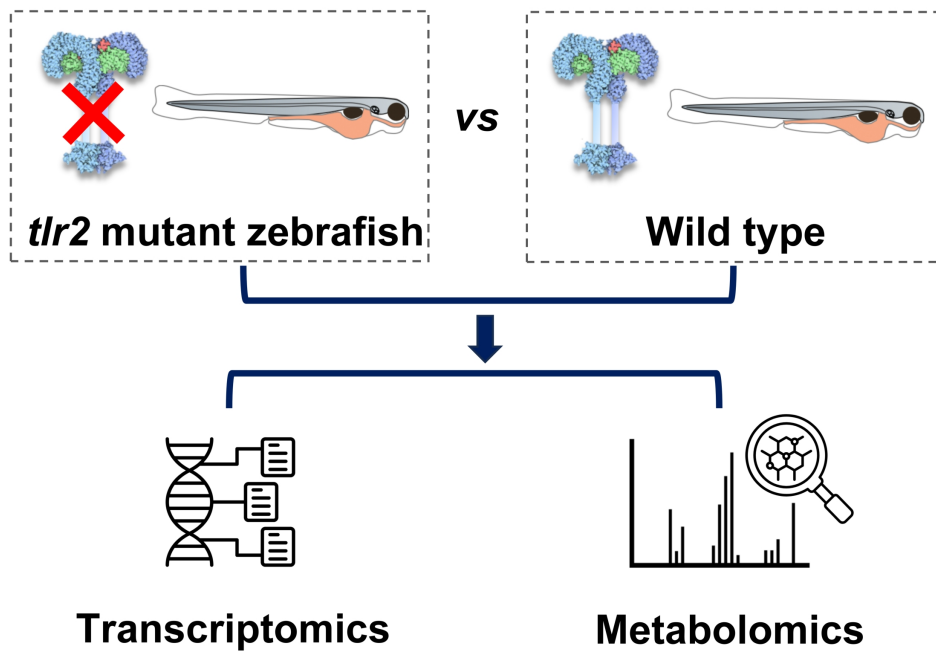 vs
tlr2 mutant zebrafish
Wild type
Transcriptomics
Metabolomics